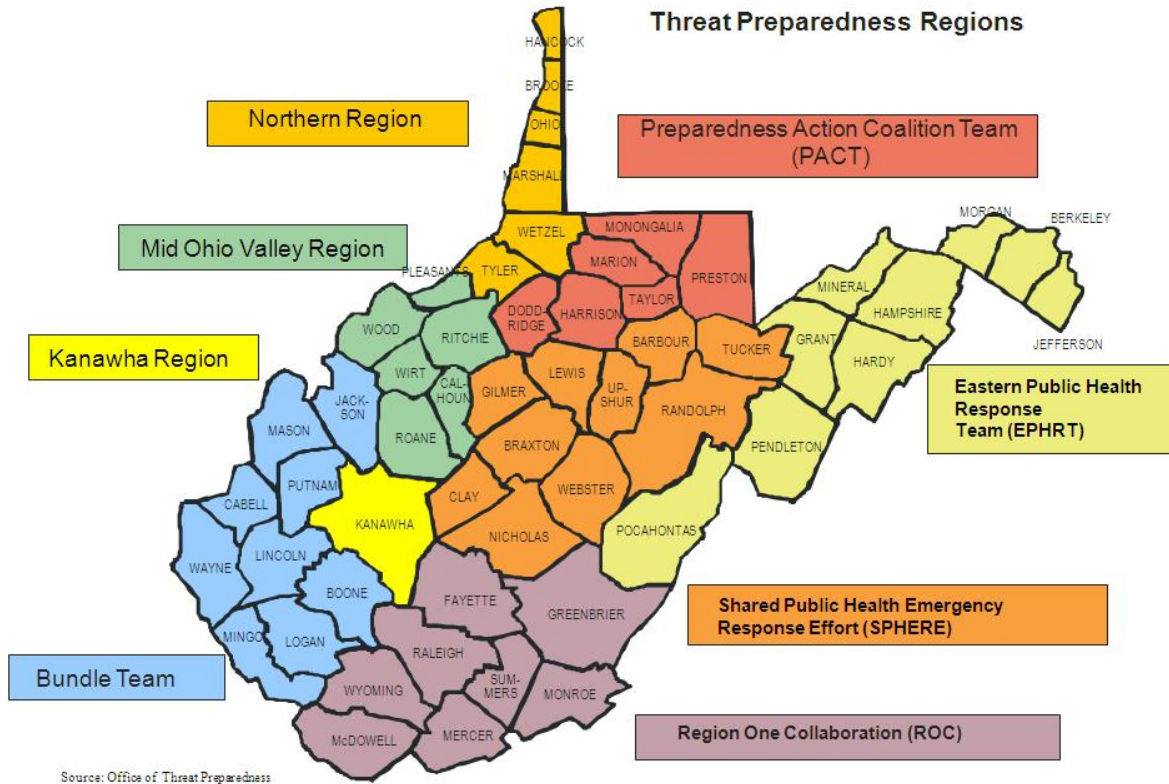 Threat Preparedness Regions
HANCOCK
BROOKE
OHIO
Northern Region
Preparedness Action Coalition Team
(PACT)
MARSHALL
MORGAN
BERKELEY
WETZEL
MONONGALIA
Mid Ohio Valley Region
MARION
PLEASANTS
TYLER
PRESTON
MINERAL
TAYLOR
HAMPSHIRE
DODD-
RIDGE
HARRISON
WOOD
RITCHIE
BARBOUR
TUCKER
GRANT
JEFFERSON
Kanawha Region
WIRT
LEWIS
HARDY
CAL-
HOUN
GILMER
UP-
SHUR
Eastern Public Health
Response
Team (EPHRT)
JACK-
SON
RANDOLPH
MASON
ROANE
BRAXTON
PENDLETON
PUTNAM
WEBSTER
CABELL
CLAY
KANAWHA
POCAHONTAS
NICHOLAS
LINCOLN
WAYNE
BOONE
FAYETTE
GREENBRIER
Shared Public Health Emergency
Response Effort (SPHERE)
MINGO
LOGAN
RALEIGH
Bundle Team
SUM-
MERS
WYOMING
MONROE
Region One Collaboration (ROC)
MERCER
McDOWELL
Source: Office of Threat Preparedness